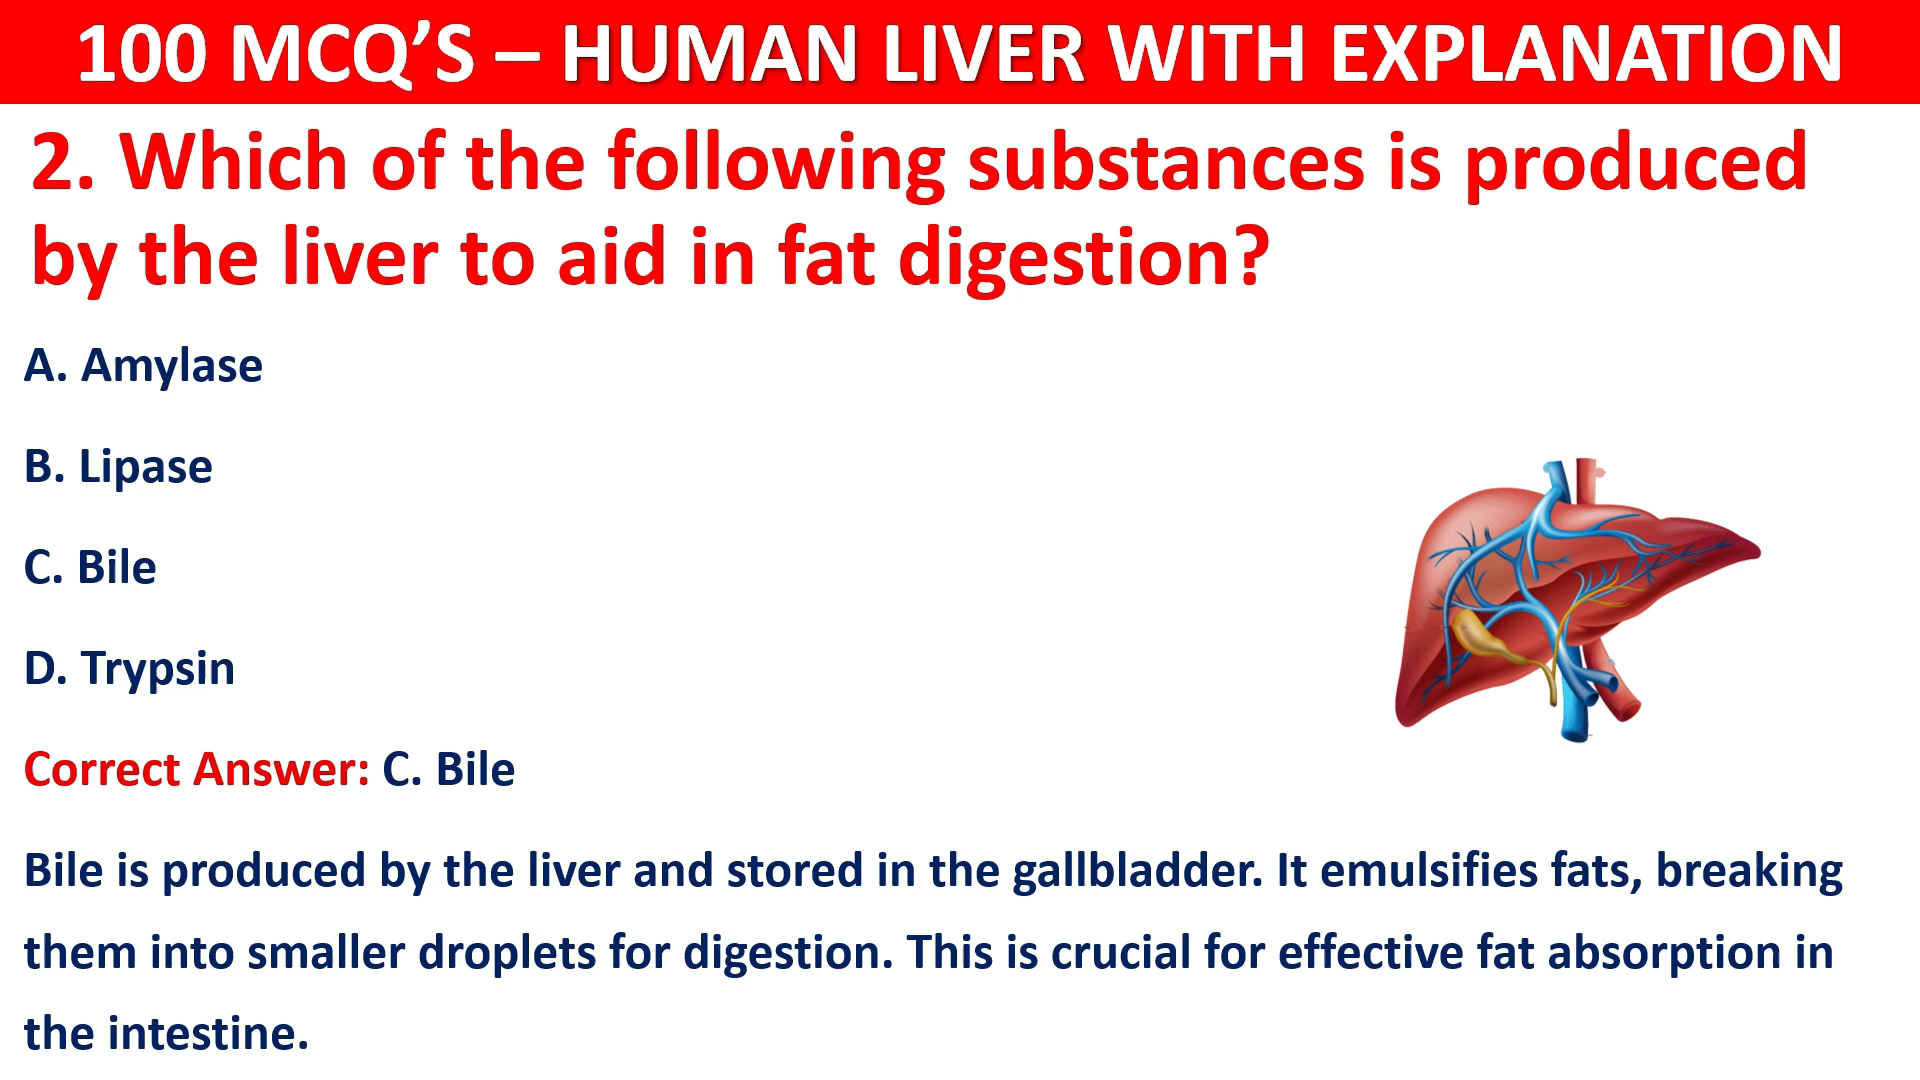 100 MCQ’S – HUMAN LIVER WITH EXPLANATION
2. Which of the following substances is produced
by the liver to aid in fat digestion?
A. Amylase
B. Lipase
C. Bile
D. Trypsin
Correct Answer: C. Bile
Bile is produced by the liver and stored in the gallbladder. It emulsifies fats, breaking
them into smaller droplets for digestion. This is crucial for effective fat absorption in
the intestine.